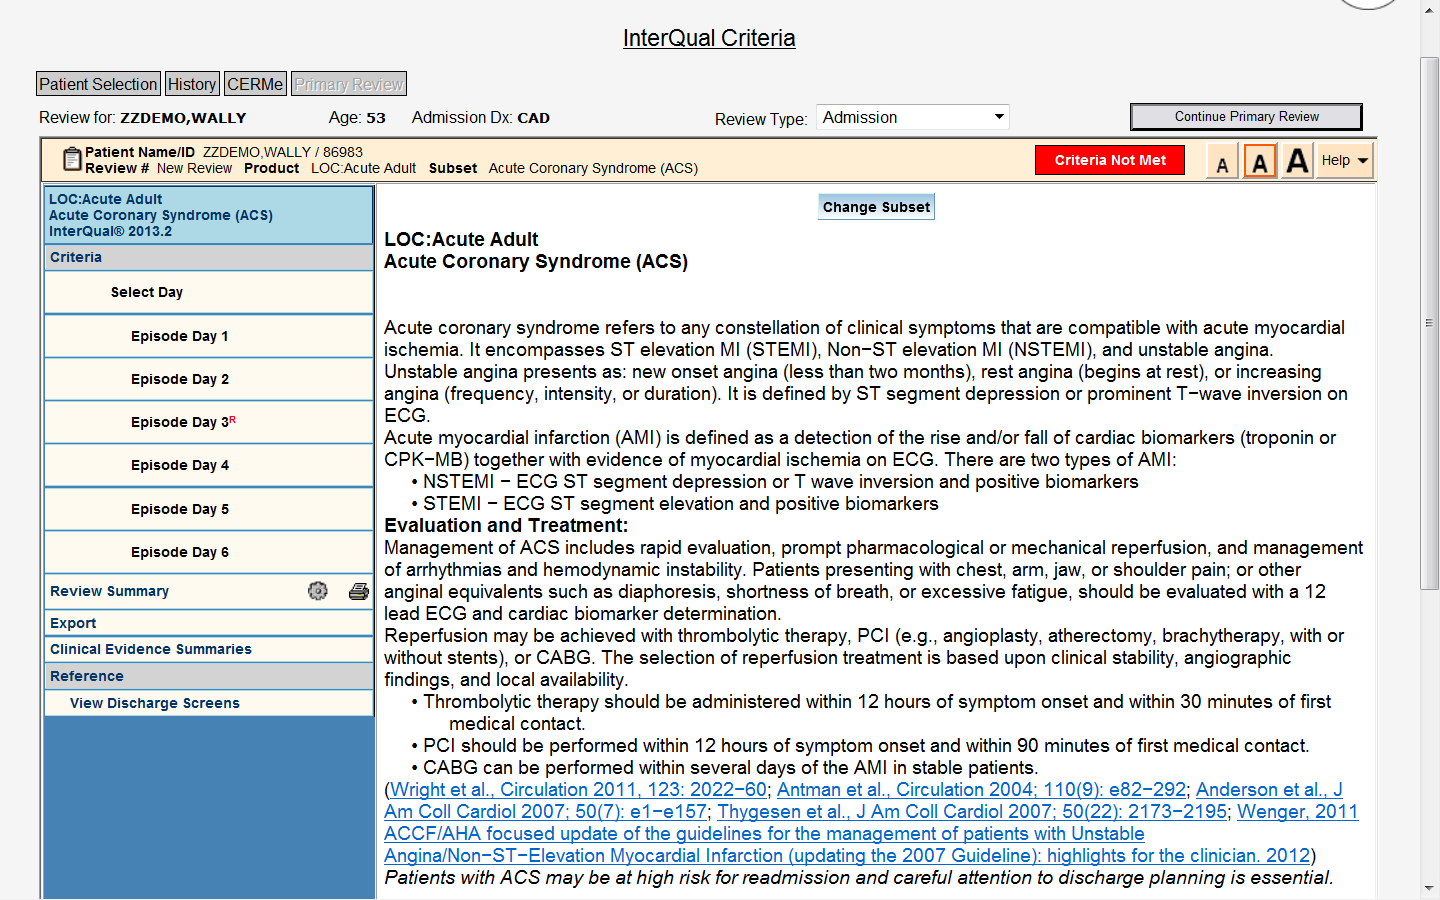 InterQual Criteria
Patient Selection History CERMe Primary Review
Review for: ZZDEMO,WALLY Age: 53 Admission Dx: CAD Review Type: Admission Continue Primary Review
Patient Name/ID ZZDEMO,WALLY / 86983
Review # New Review Product LOC:Acute Adult Subset Acute Coronary Syndrome (ACS)
Criteria Not Met A A A Help
LOC:Acute Adult
Acute Coronary Syndrome (ACS)
InterQual® 2013.2
Criteria
Select Day
Episode Day 1
Episode Day 2
Episode Day 3R
Episode Day 4
Episode Day 5
Episode Day 6
Review Summary
Export
Clinical Evidence Summaries
Reference
View Discharge Screens
Change Subset
LOC:Acute Adult
Acute Coronary Syndrome (ACS)
Acute coronary syndrome refers to any constellation of clinical symptoms that are compatible with acute myocardial
ischemia. It encompasses ST elevation MI (STEMI), Non−ST elevation MI (NSTEMI), and unstable angina.
Unstable angina presents as: new onset angina (less than two months), rest angina (begins at rest), or increasing
angina (frequency, intensity, or duration). It is defined by ST segment depression or prominent T−wave inversion on
ECG.
Acute myocardial infarction (AMI) is defined as a detection of the rise and/or fall of cardiac biomarkers (troponin or
CPK−MB) together with evidence of myocardial ischemia on ECG. There are two types of AMI:
• NSTEMI − ECG ST segment depression or T wave inversion and positive biomarkers
• STEMI − ECG ST segment elevation and positive biomarkers
Evaluation and Treatment:
Management of ACS includes rapid evaluation, prompt pharmacological or mechanical reperfusion, and management
of arrhythmias and hemodynamic instability. Patients presenting with chest, arm, jaw, or shoulder pain; or other
anginal equivalents such as diaphoresis, shortness of breath, or excessive fatigue, should be evaluated with a 12
lead ECG and cardiac biomarker determination.
Reperfusion may be achieved with thrombolytic therapy, PCI (e.g., angioplasty, atherectomy, brachytherapy, with or
without stents), or CABG. The selection of reperfusion treatment is based upon clinical stability, angiographic
findings, and local availability.
• Thrombolytic therapy should be administered within 12 hours of symptom onset and within 30 minutes of first
medical contact.
• PCI should be performed within 12 hours of symptom onset and within 90 minutes of first medical contact.
• CABG can be performed within several days of the AMI in stable patients.
(Wright et al., Circulation 2011, 123: 2022−60; Antman et al., Circulation 2004; 110(9): e82−292; Anderson et al., J
Am Coll Cardiol 2007; 50(7): e1−e157; Thygesen et al., J Am Coll Cardiol 2007; 50(22): 2173−2195; Wenger, 2011
ACCF/AHA focused update of the guidelines for the management of patients with Unstable
Angina/Non−ST−Elevation Myocardial Infarction (updating the 2007 Guideline): highlights for the clinician. 2012)
Patients with ACS may be at high risk for readmission and careful attention to discharge planning is essential.